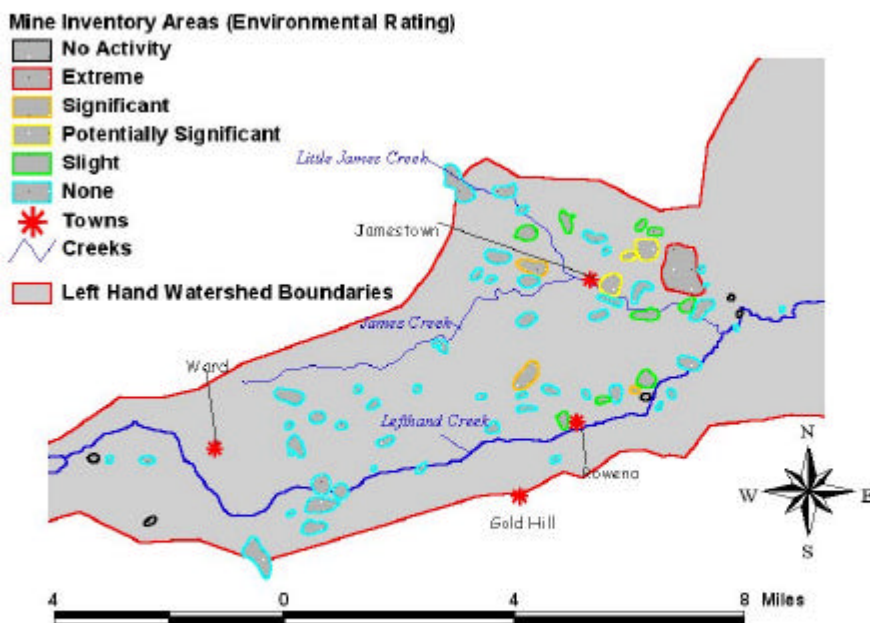 Mine Inventory Areas (Environmental Rating)
No Activity
Extreme
Significant
Potentially Significant
Slight
None
Towns
Creeks
Left Hand Watershed Boundaries
Little James Creek
Jamestown
James Creek
Ward
Lefthand Creek
Rowena
Gold Hill
N
W
E
S
4
0
4
8
Miles